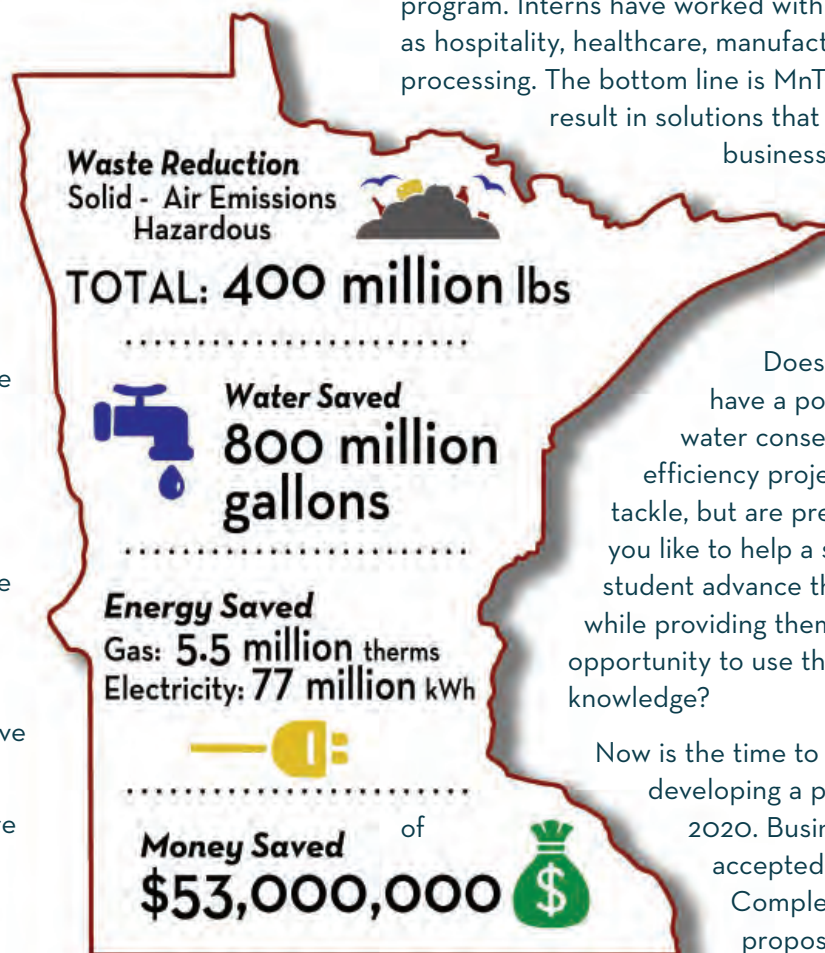 program. Interns have worked with
as hospitality, healthcare, manufact
processing. The bottom line is MnT
result in solutions that
business
Waste Reduction
Solid - Air Emissions
Hazardous
TOTAL: 400 million lbs
Water Saved
800 million
gallons
Energy Saved
Gas: 5.5 million therms
Electricity: 77 million kWh
of
Money Saved
$53,000,000
$
Does
have a po
water conse
efficiency proje
tackle, but are pre
you like to help a s
student advance th
while providing them
opportunity to use th
knowledge?
Now is the time to
developing a p
2020. Busin
accepted
Comple
propos